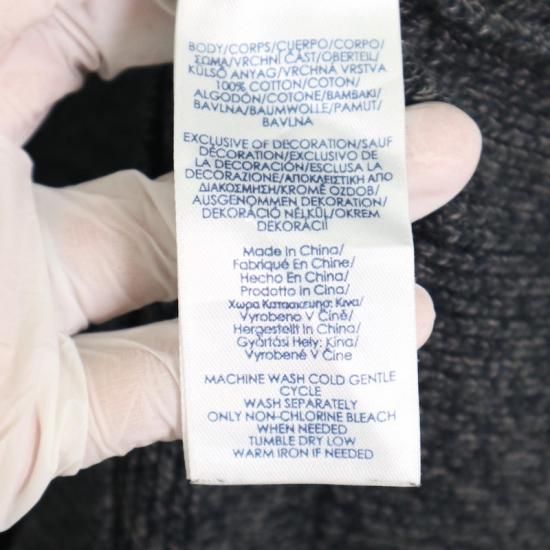 BODY/CORPS/CUERPO/CORPO/
ΣΩΜΑ/VRCHNÍ ČÁST/OBERTEIL/
KÜLSŐ ANYAG/VRCHNÁ VRSTVA
100% COTTON/COTON/
ALGODÓN/COTONE/ΒΑΜΒΑΚΙ/
BAVLNA/BAUMWOLLE/PAMUT/
BAVLNA
EXCLUSIVE OF DECORATION/SAUF
DÉCORATION/EXCLUSIVO DE
LA DECORACIÓN/ESCLUSA LA
DECORAZIONE/ΑΠΟΚΛΕΙΣΤΙΚΗ ΑΠΟ
ΔΙΑΚΟΣΜΗΣΗ/KROMĚ OZDOB/
AUSGENOMMEN DEKORATION/
DEKORÁCIÓ NÉLKÜL/OKREM
DEKORÁCIÍ
Made In China/
Fabriqué En Chine/
Hecho En China/
Prodotto In Cina/
Χωρα Κατασκευης: Κινα/
Vyrobeno V Číně/
Hergestellt In China/
Gyártási Hely: Kína/
Vyrobené V Čine
MACHINE WASH COLD GENTLE
CYCLE
WASH SEPARATELY
ONLY NON-CHLORINE BLEACH
WHEN NEEDED
TUMBLE DRY LOW
WARM IRON IF NEEDED